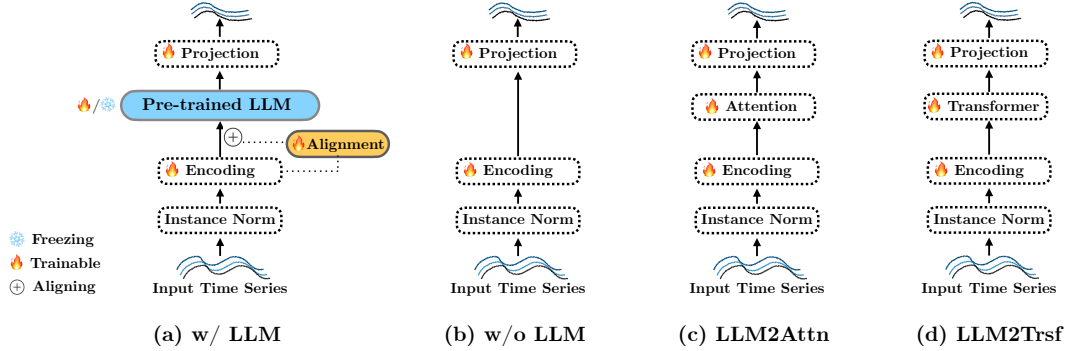 Projection
Pre-trained LLM
/
+
Alignment
Encoding
Instance Norm
Input Time Series
Freezing
Trainable
+ Aligning
(a) w/ LLM
Projection
Encoding
Instance Norm
Input Time Series
(b) w/o LLM
Projection
Attention
Encoding
Instance Norm
Input Time Series
(c) LLM2Attn
Projection
Transformer
Encoding
Instance Norm
Input Time Series
(d) LLM2Trsf